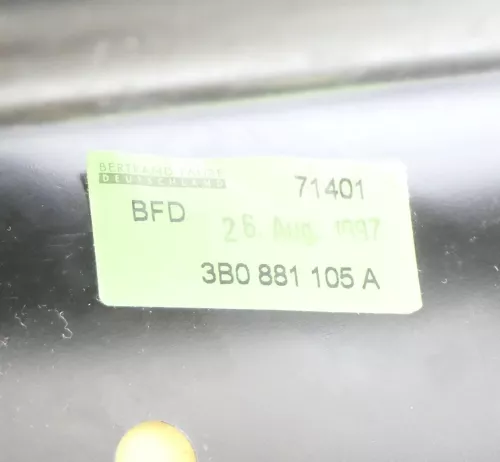 BERTRAND FAURE
DEUTSCHLAND
71401
BFD
26. Aug. 1997
3B0 881 105 A